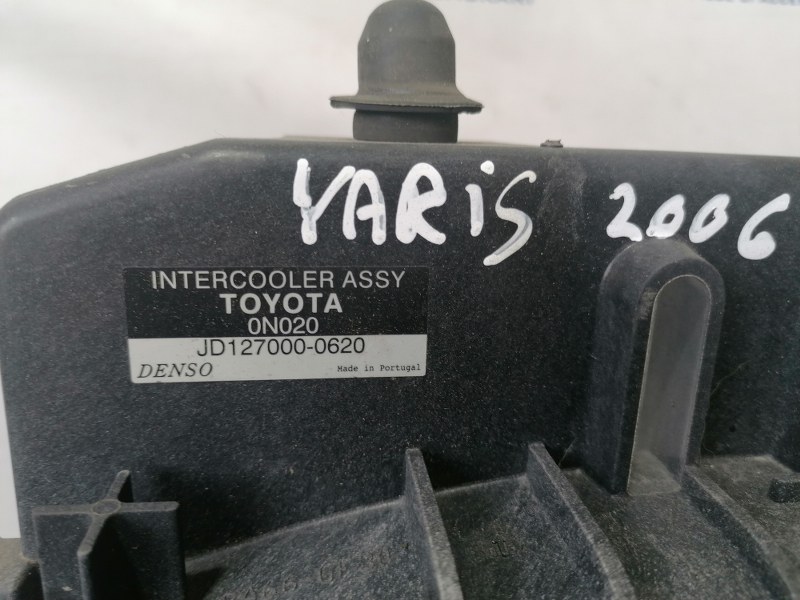 YARiS 2006
INTERCOOLER ASSY
TOYOTA
0N020
JD127000-0620
DENSO Made in Portugal